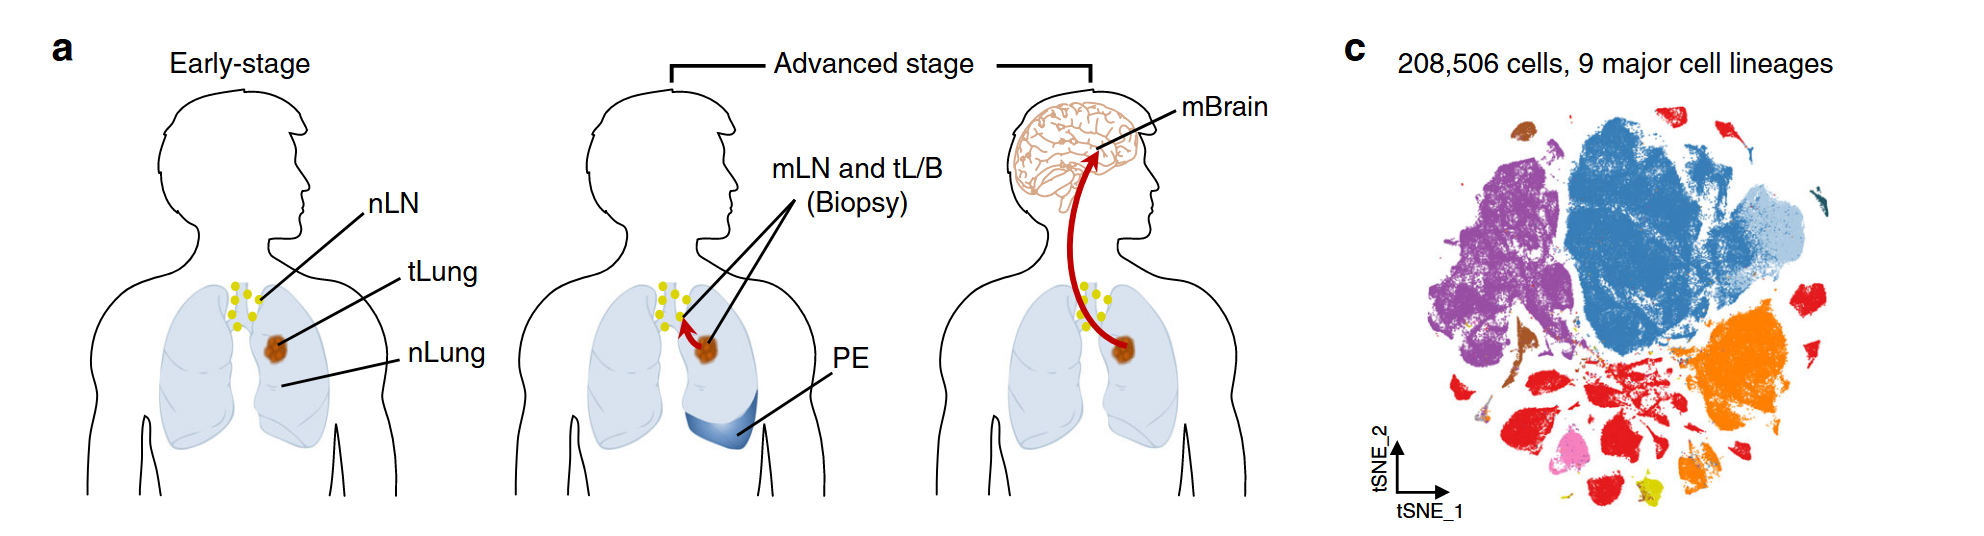 a
Early-stage
nLN
tLung
nLung
Advanced stage
mLN and tL/B
(Biopsy)
PE
mBrain
c
208,506 cells, 9 major cell lineages
tSNE_2
tSNE_1